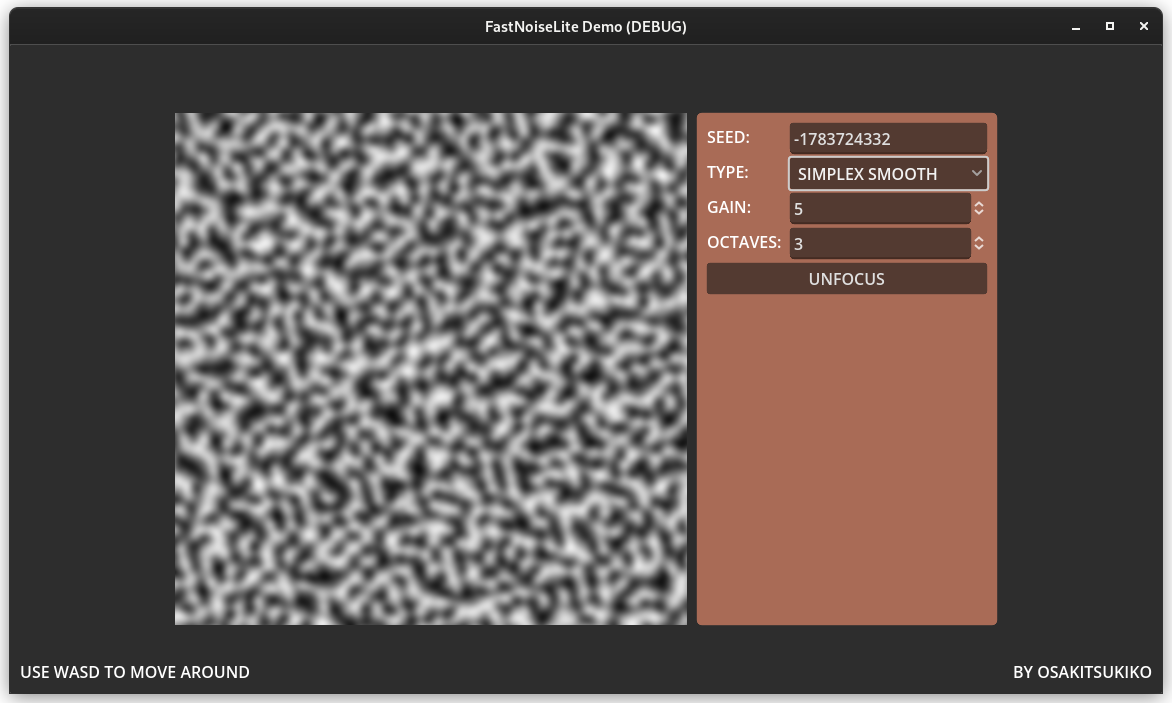 FastNoiseLite Demo (DEBUG)
SEED: -1783724332
TYPE: SIMPLEX SMOOTH
GAIN: 5
OCTAVES: 3
UNFOCUS
USE WASD TO MOVE AROUND
BY OSAKITSUKIKO